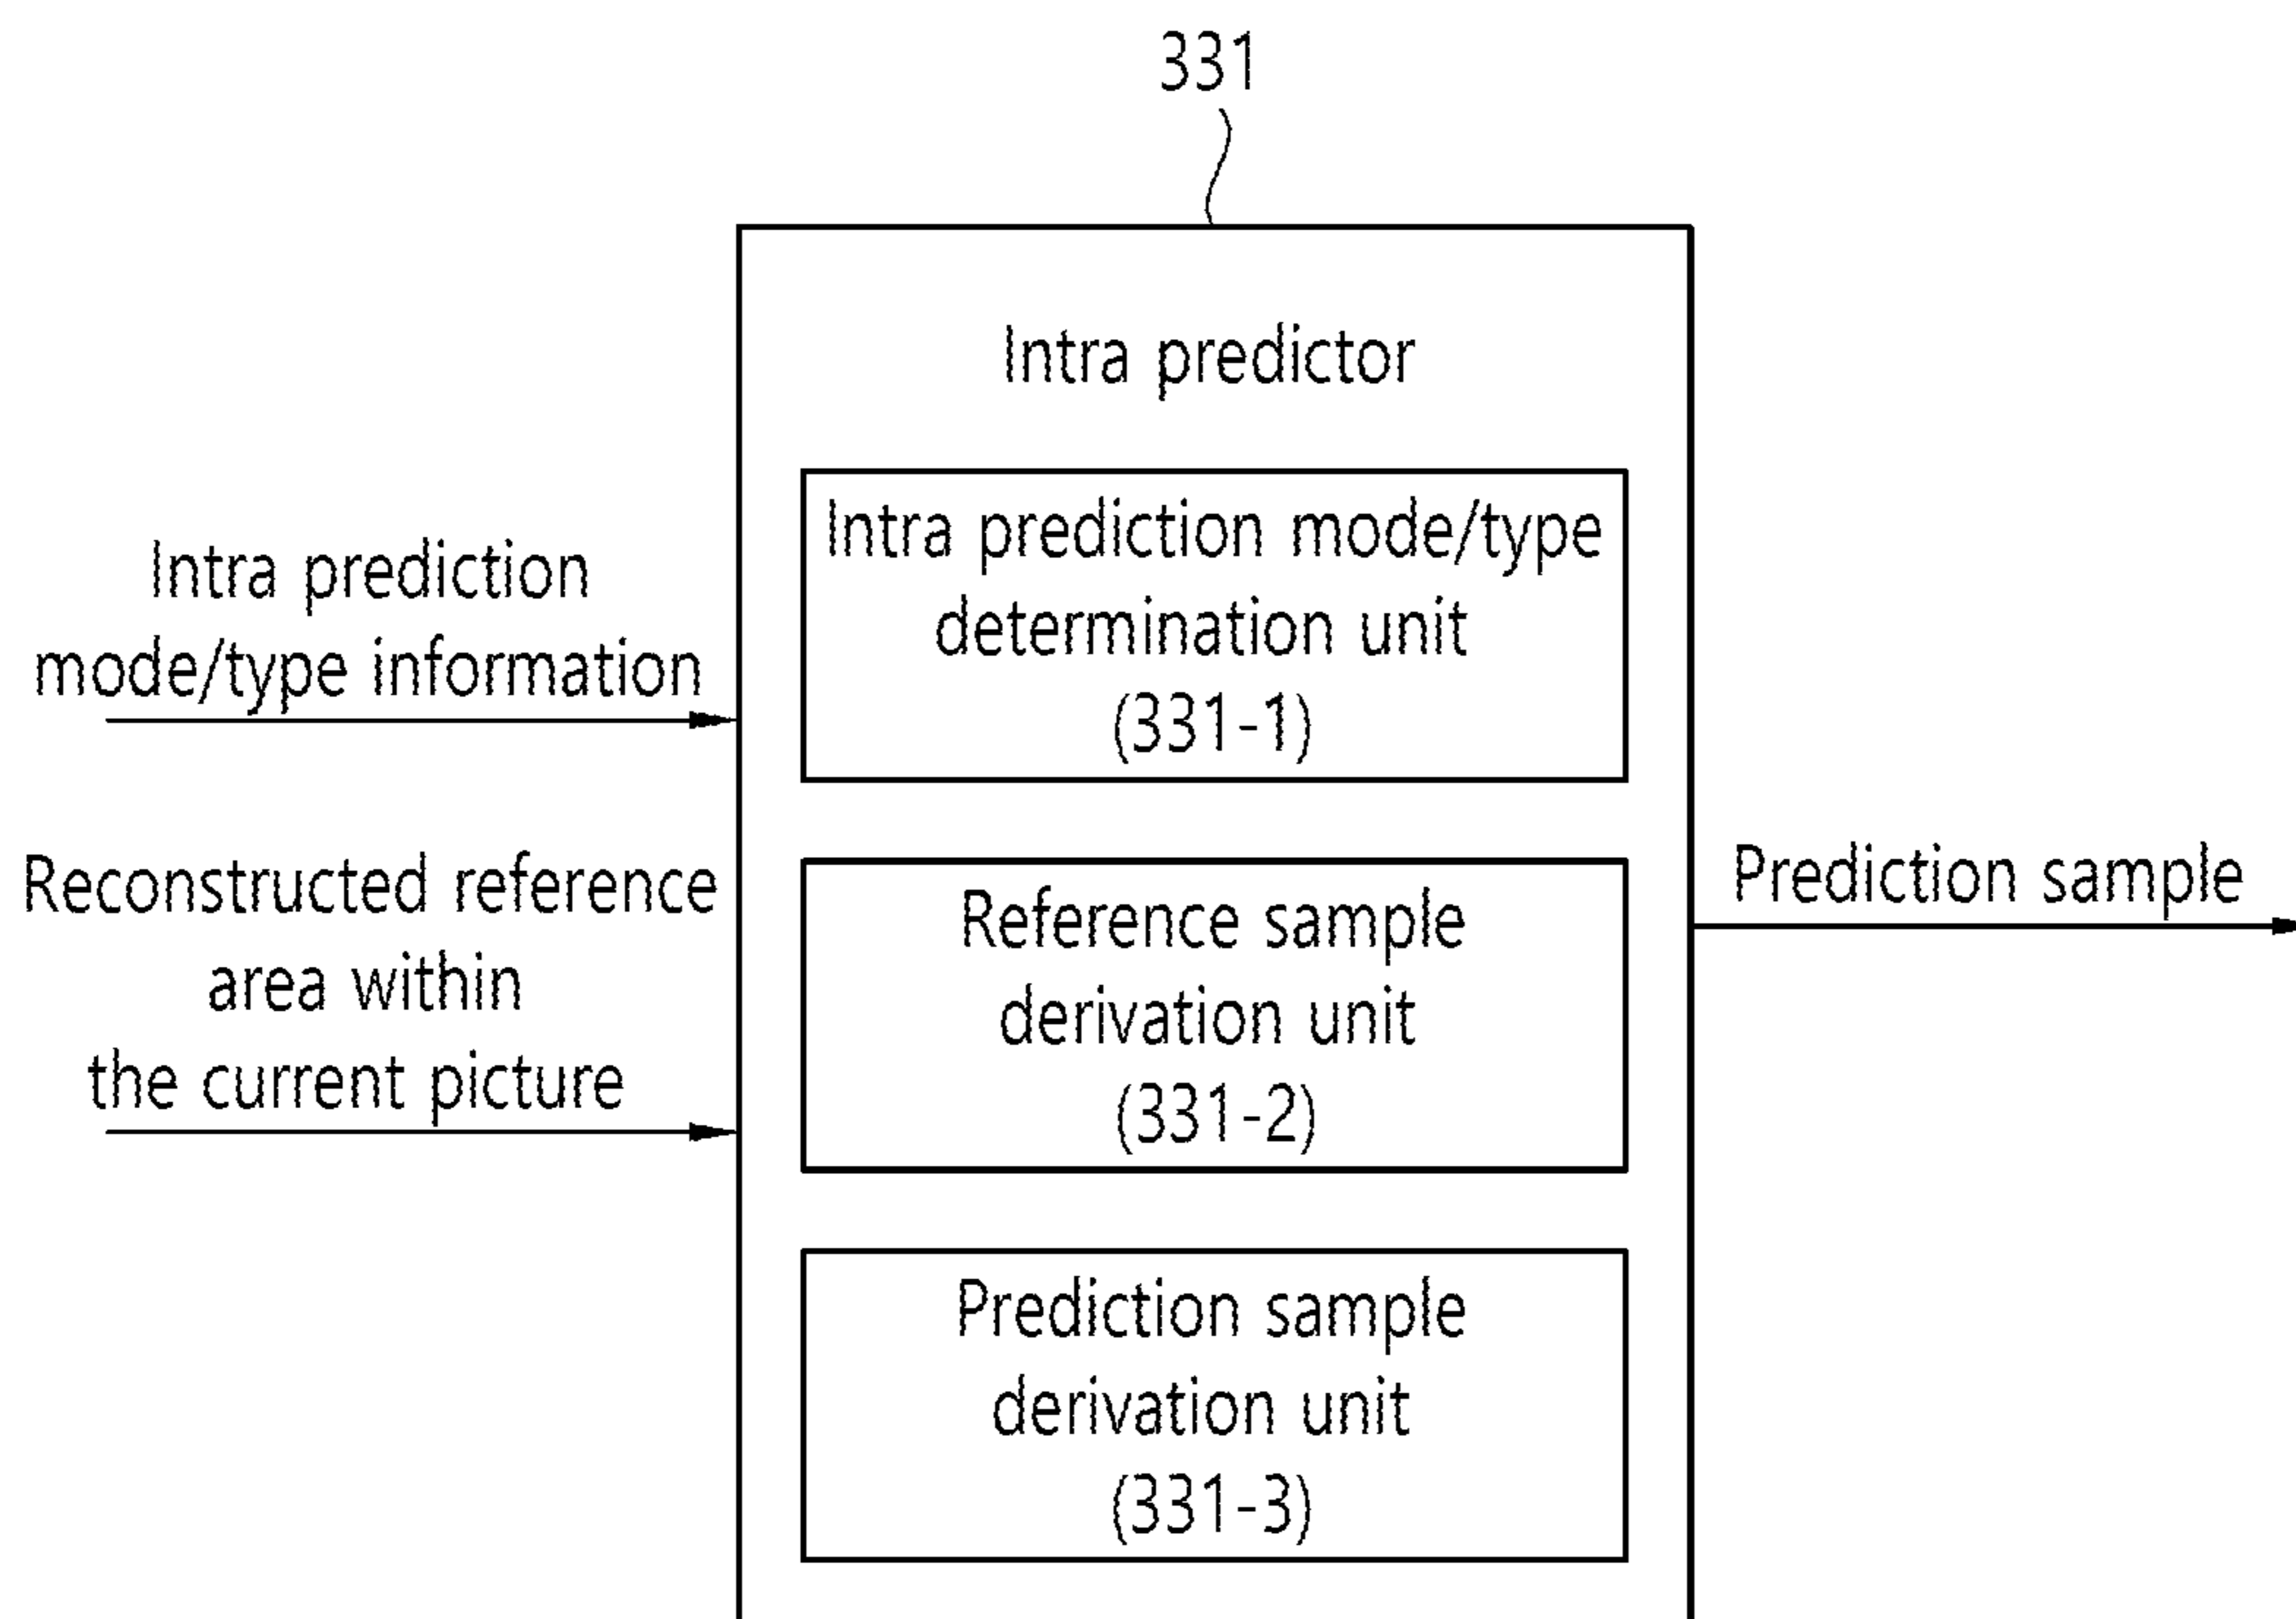 331
Intra predictor
Intra prediction mode/type
determination unit
(331-1)
Intra prediction
mode/type information
Reconstructed reference
area within
the current picture
Reference sample
derivation unit
(331-2)
Prediction sample
derivation unit
(331-3)
Prediction sample